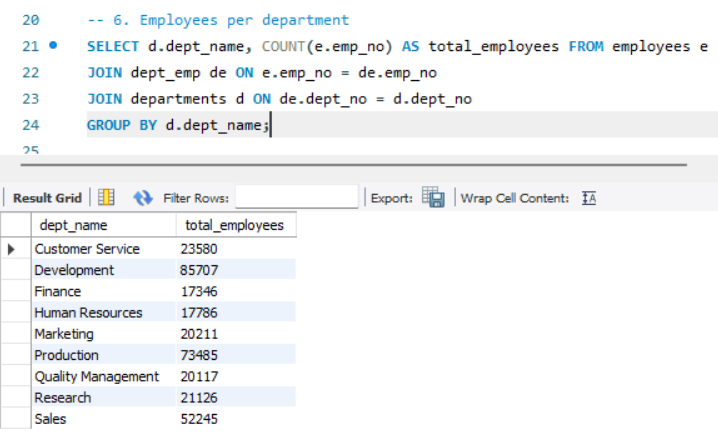 20 -- 6. Employees per department
21 SELECT d.dept_name, COUNT(e.emp_no) AS total_employees FROM employees e
22 JOIN dept_emp de ON e.emp_no = de.emp_no
23 JOIN departments d ON de.dept_no = d.dept_no
24 GROUP BY d.dept_name;
25
Result Grid Filter Rows: Export: Wrap Cell Content: IA
dept_name total_employees
Customer Service 23580
Development 85707
Finance 17346
Human Resources 17786
Marketing 20211
Production 73485
Quality Management 20117
Research 21126
Sales 52245